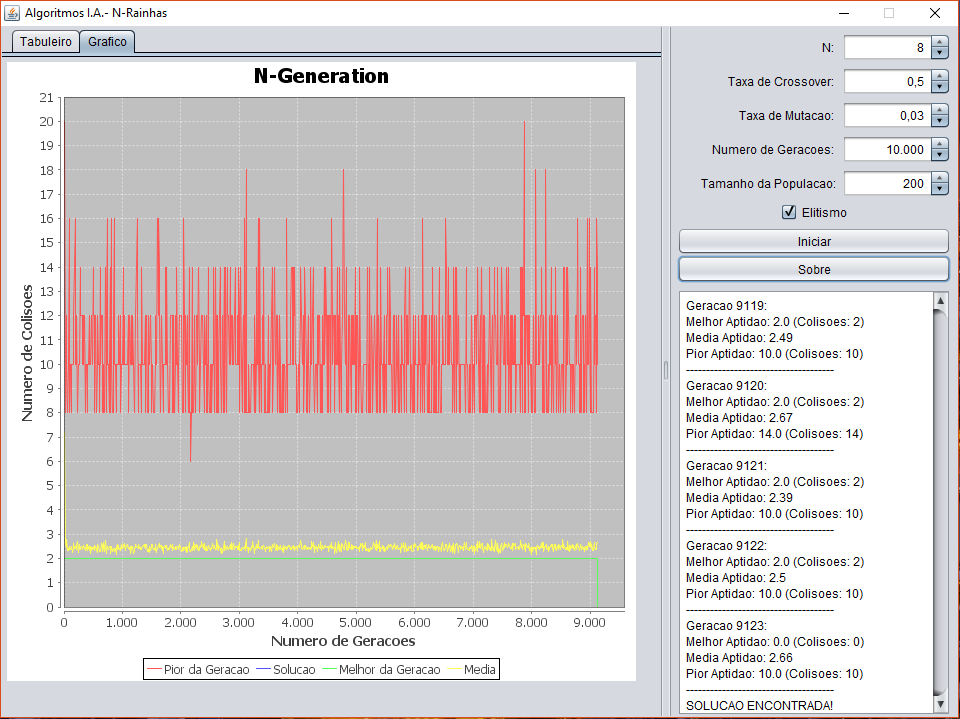 Algoritmos I.A.- N-Rainhas
Tabuleiro
Grafico
N-Generation
Numero de Colisoes
21
20
19
18
17
16
15
14
13
12
11
10
9
8
7
6
5
4
3
2
1
0
0
1.000
2.000
3.000
4.000
5.000
6.000
7.000
8.000
9.000
Numero de Geracoes
Pior da Geracao
Solucao
Melhor da Geracao
Media
N:
8
Taxa de Crossover:
0,5
Taxa de Mutacao:
0,03
Numero de Geracoes:
10.000
Tamanho da Populacao:
200
Elitismo
Iniciar
Sobre
Geracao 9119:
Melhor Aptidao: 2.0 (Colisoes: 2)
Media Aptidao: 2.49
Pior Aptidao: 10.0 (Colisoes: 10)
-------------------------------------
Geracao 9120:
Melhor Aptidao: 2.0 (Colisoes: 2)
Media Aptidao: 2.67
Pior Aptidao: 14.0 (Colisoes: 14)
-------------------------------------
Geracao 9121:
Melhor Aptidao: 2.0 (Colisoes: 2)
Media Aptidao: 2.39
Pior Aptidao: 10.0 (Colisoes: 10)
-------------------------------------
Geracao 9122:
Melhor Aptidao: 2.0 (Colisoes: 2)
Media Aptidao: 2.5
Pior Aptidao: 10.0 (Colisoes: 10)
-------------------------------------
Geracao 9123:
Melhor Aptidao: 0.0 (Colisoes: 0)
Media Aptidao: 2.66
Pior Aptidao: 10.0 (Colisoes: 10)
-------------------------------------
SOLUCAO ENCONTRADA!